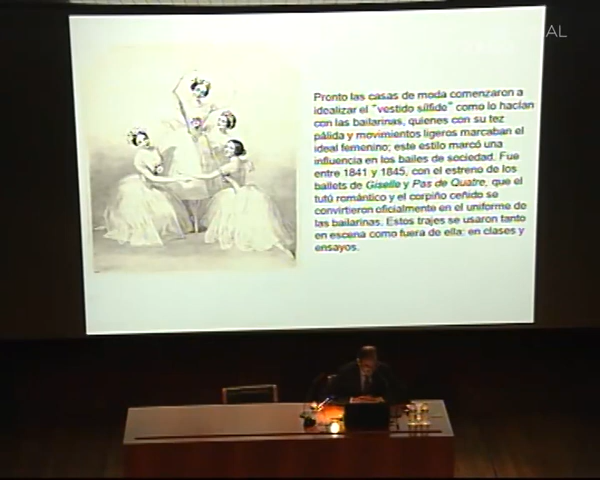 AL
Pronto las casas de moda comenzaron a
idealizar el "vestido sílfide" como lo hacían
con las bailarinas, quienes con su tez
pálida y movimientos ligeros marcaban el
ideal femenino; este estilo marcó una
influencia en los bailes de sociedad. Fue
entre 1841 y 1845, con el estreno de los
ballets de Giselle y Pas de Quatre, que el
tutú romántico y el corpiño ceñido se
convirtieron oficialmente en el uniforme de
las bailarinas. Estos trajes se usaron tanto
en escena como fuera de ella: en clases y
ensayos.